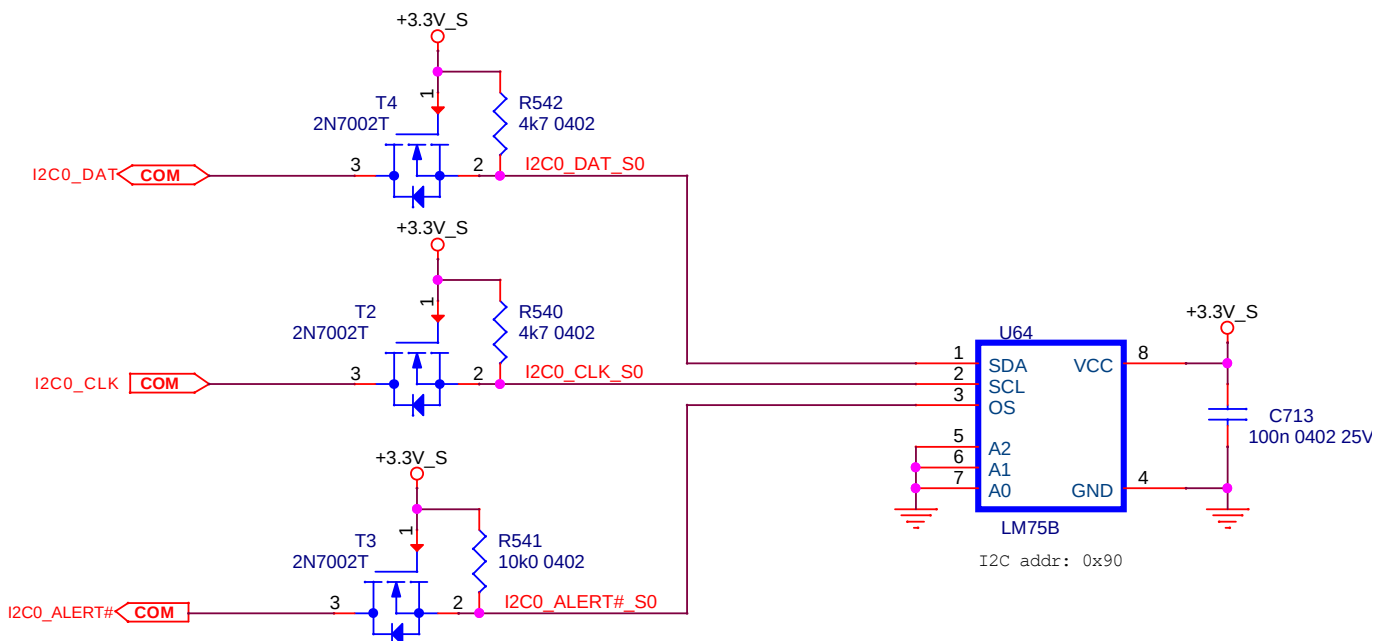 +3.3V_S
1
T4
2N7002T
R542
4k7 0402
I2C0_DAT
COM
3
2
I2C0_DAT_S0
+3.3V_S
1
T2
2N7002T
R540
4k7 0402
I2C0_CLK
COM
3
2
I2C0_CLK_S0
+3.3V_S
1
T3
2N7002T
R541
10k0 0402
I2C0_ALERT#
COM
3
2
I2C0_ALERT#_S0
U64
1
SDA
2
SCL
3
OS
5
A2
6
A1
7
A0
VCC
8
GND
4
LM75B
I2C addr: 0x90
+3.3V_S
C713
100n 0402 25V